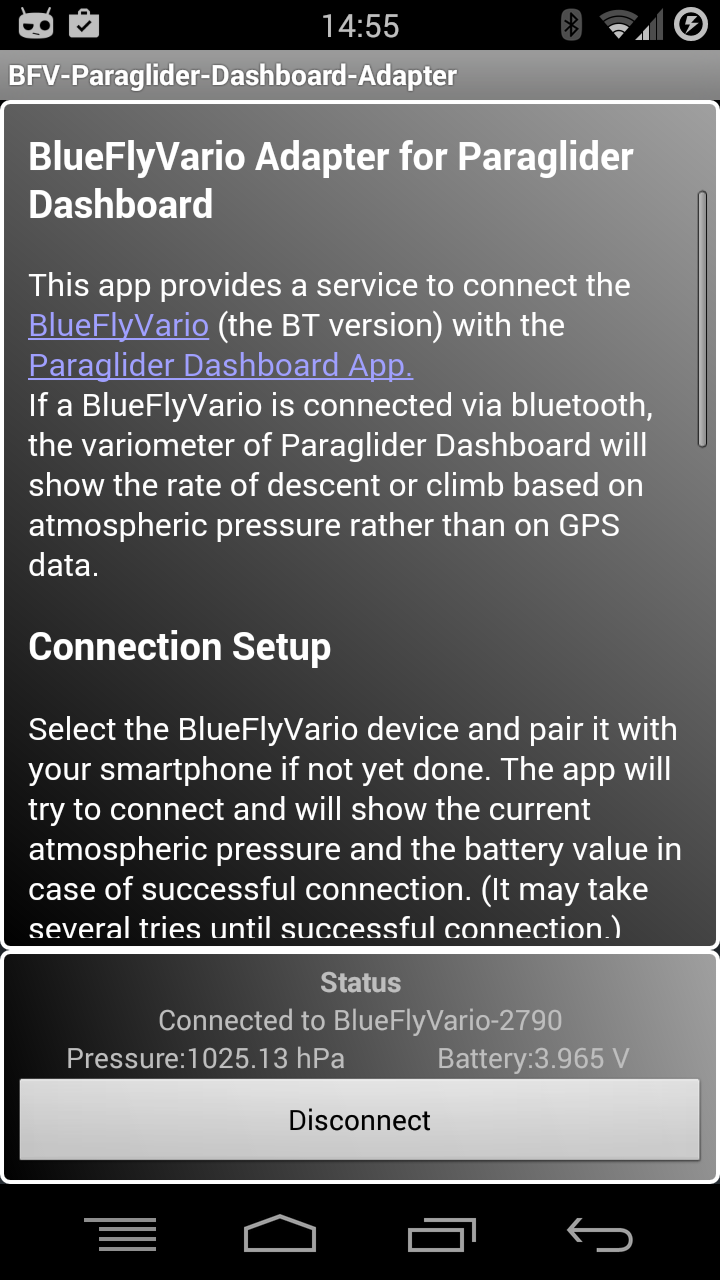 14:55
BFV-Paraglider-Dashboard-Adapter
BlueFlyVario Adapter for Paraglider
Dashboard
This app provides a service to connect the
BlueFlyVario (the BT version) with the
Paraglider Dashboard App.
If a BlueFlyVario is connected via bluetooth,
the variometer of Paraglider Dashboard will
show the rate of descent or climb based on
atmospheric pressure rather than on GPS
data.
Connection Setup
Select the BlueFlyVario device and pair it with
your smartphone if not yet done. The app will
try to connect and will show the current
atmospheric pressure and the battery value in
case of successful connection. (It may take
several tries until successful connection.)
Status
Connected to BlueFlyVario-2790
Pressure:1025.13 hPa Battery:3.965 V
Disconnect